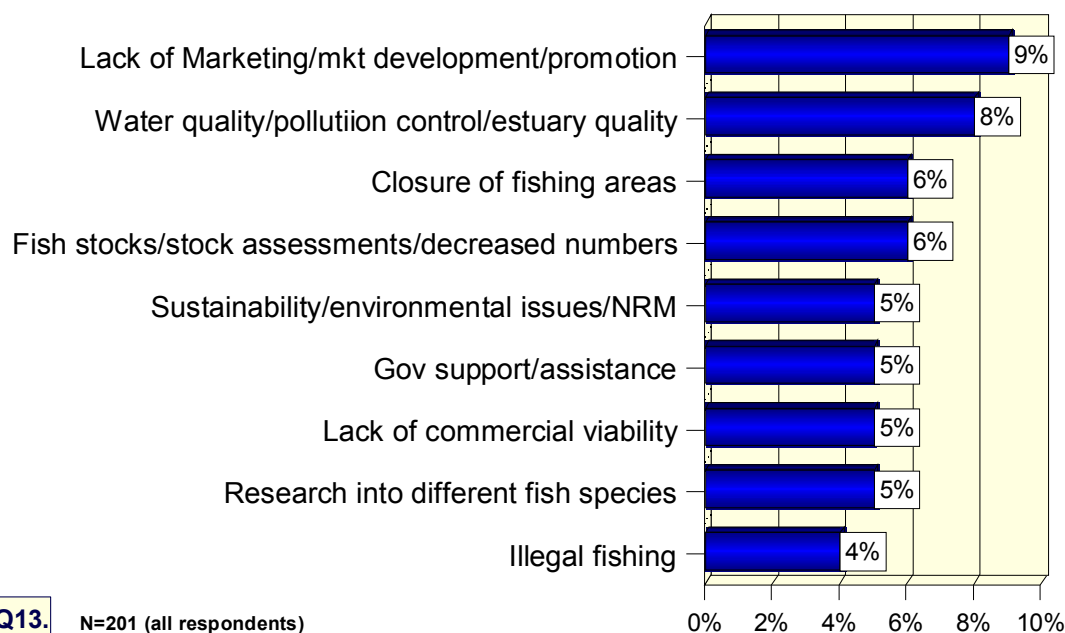 Lack of Marketing/mkt development/promotion 9%
Water quality/pollutiion control/estuary quality 8%
Closure of fishing areas 6%
Fish stocks/stock assessments/decreased numbers 6%
Sustainability/environmental issues/NRM 5%
Gov support/assistance 5%
Lack of commercial viability 5%
Research into different fish species 5%
Illegal fishing 4%
0% 2% 4% 6% 8% 10%
Q13. N=201 (all respondents)